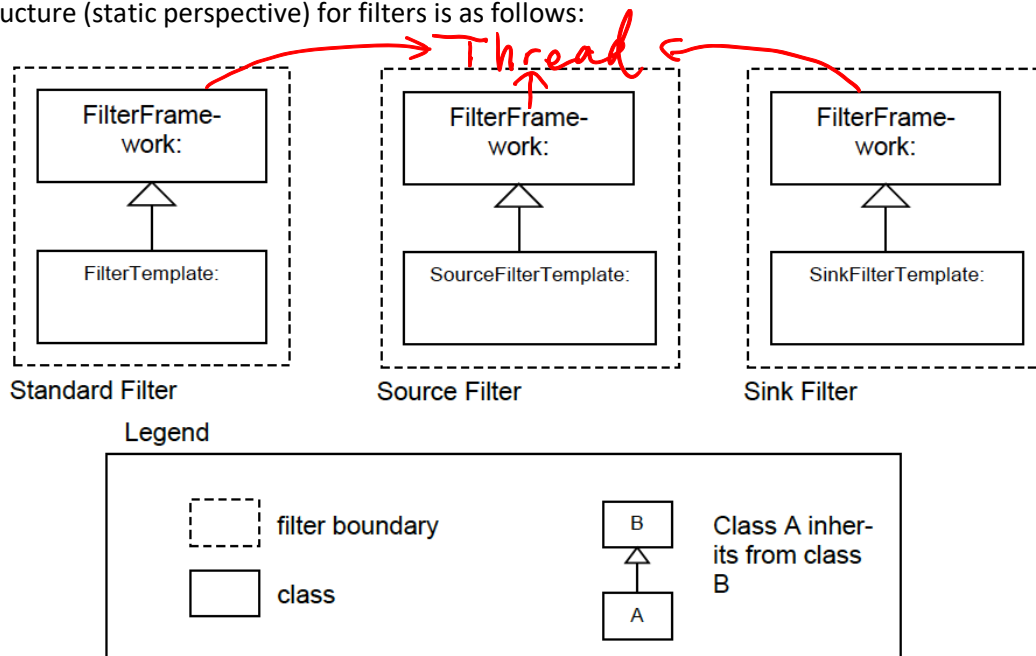 ucture (static perspective) for filters is as follows:
Thread
FilterFrame-
work:
FilterFrame-
work:
FilterFrame-
work:
FilterTemplate:
SourceFilterTemplate:
SinkFilterTemplate:
Standard Filter
Source Filter
Sink Filter
Legend
filter boundary
B
Class A inher-
its from class
B
class
A